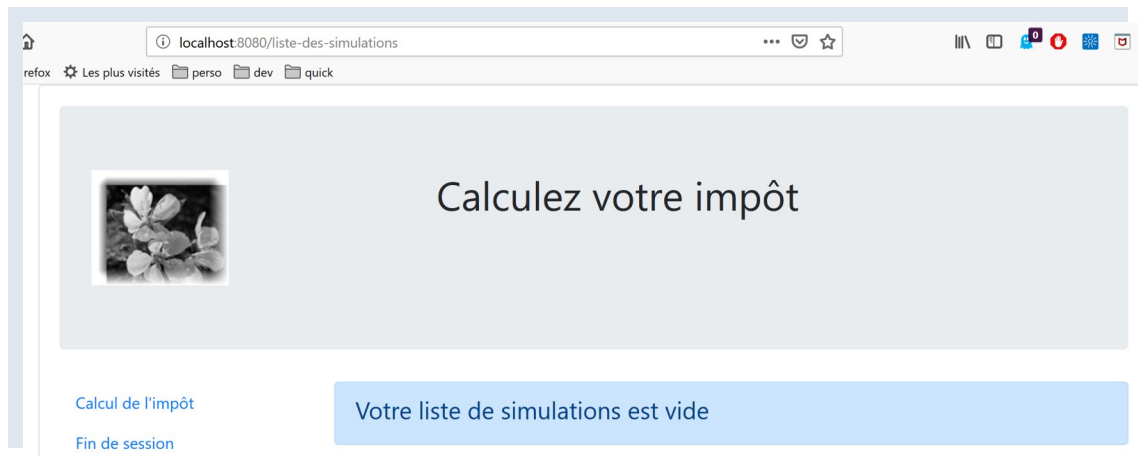 localhost:8080/liste-des-simulations
0
refox Les plus visités perso dev quick
Calculez votre impôt
Calcul de l'impôt
Votre liste de simulations est vide
Fin de session